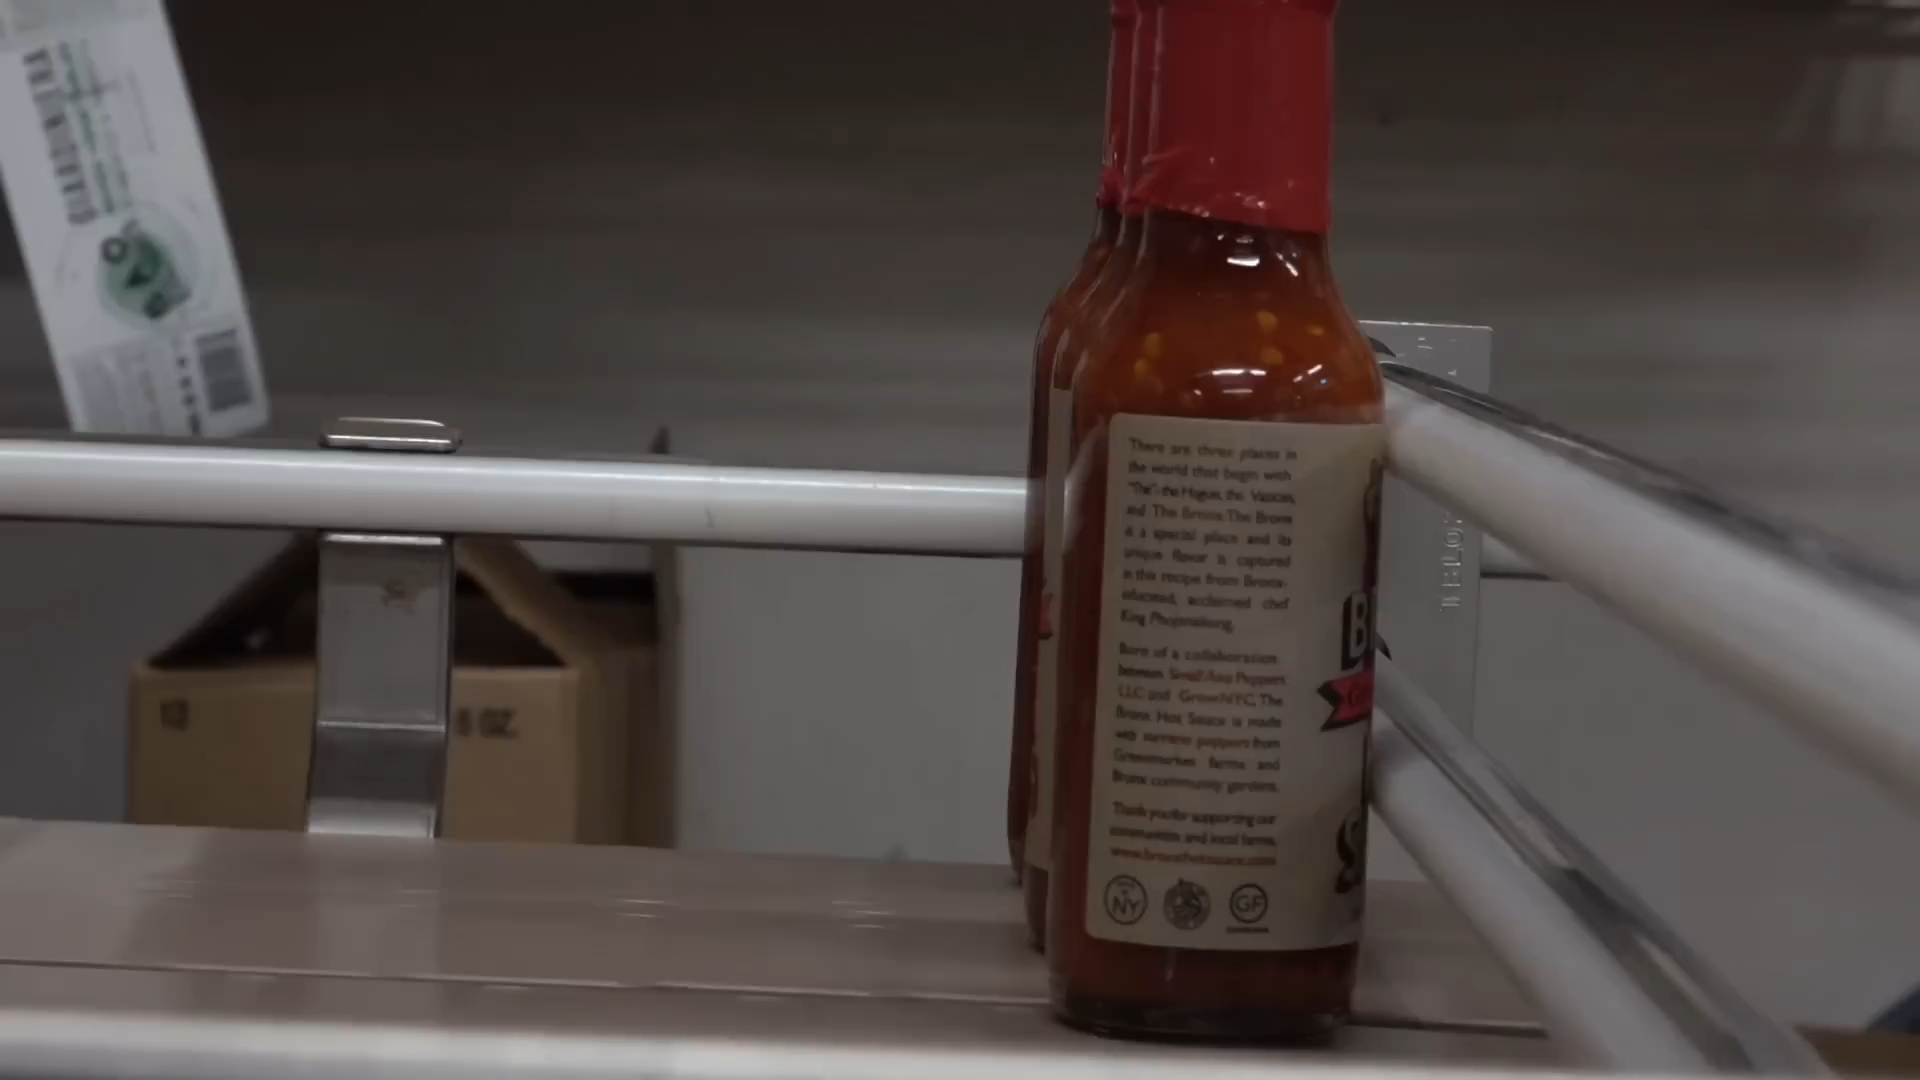 There are three places in
the world that begin with
"The"-the Hague, the Vatican,
and The Bronx. The Bronx
is a special place and its
unique flavor is captured
in this recipe from Bronx-
educated, acclaimed chef
King Phojanakong.
Born of a collaboration
between Small Axe Peppers
LLC and GrowNYC, The
Bronx Hot Sauce is made
with serrano peppers from
Greenmarket farms and
Bronx community gardens.
Thank you for supporting our
communities and local farms.
www.bronxhotsauce.com
NY
GF
12
5 OZ.